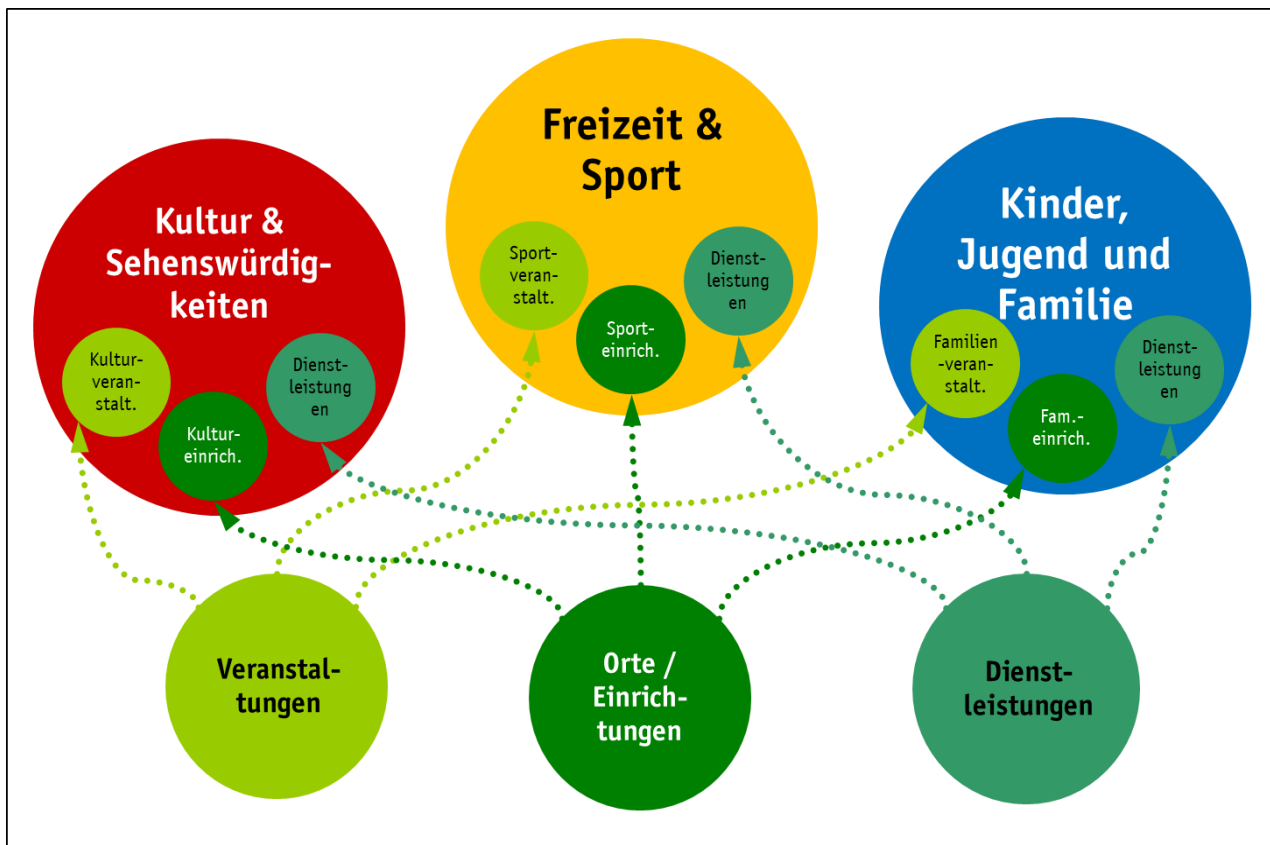 Freizeit &
Sport
Sport-
veran-
stalt.
Sport-
einrich.
Dienst-
leistung
en
Kultur &
Sehenswürdig-
keiten
Kultur-
veran-
stalt.
Kultur-
einrich.
Dienst-
leistung
en
Kinder,
Jugend und
Familie
Familien
-veran-
stalt.
Fam.-
einrich.
Dienst-
leistung
en
Veranstal-
tungen
Orte /
Einrich-
tungen
Dienst-
leistungen